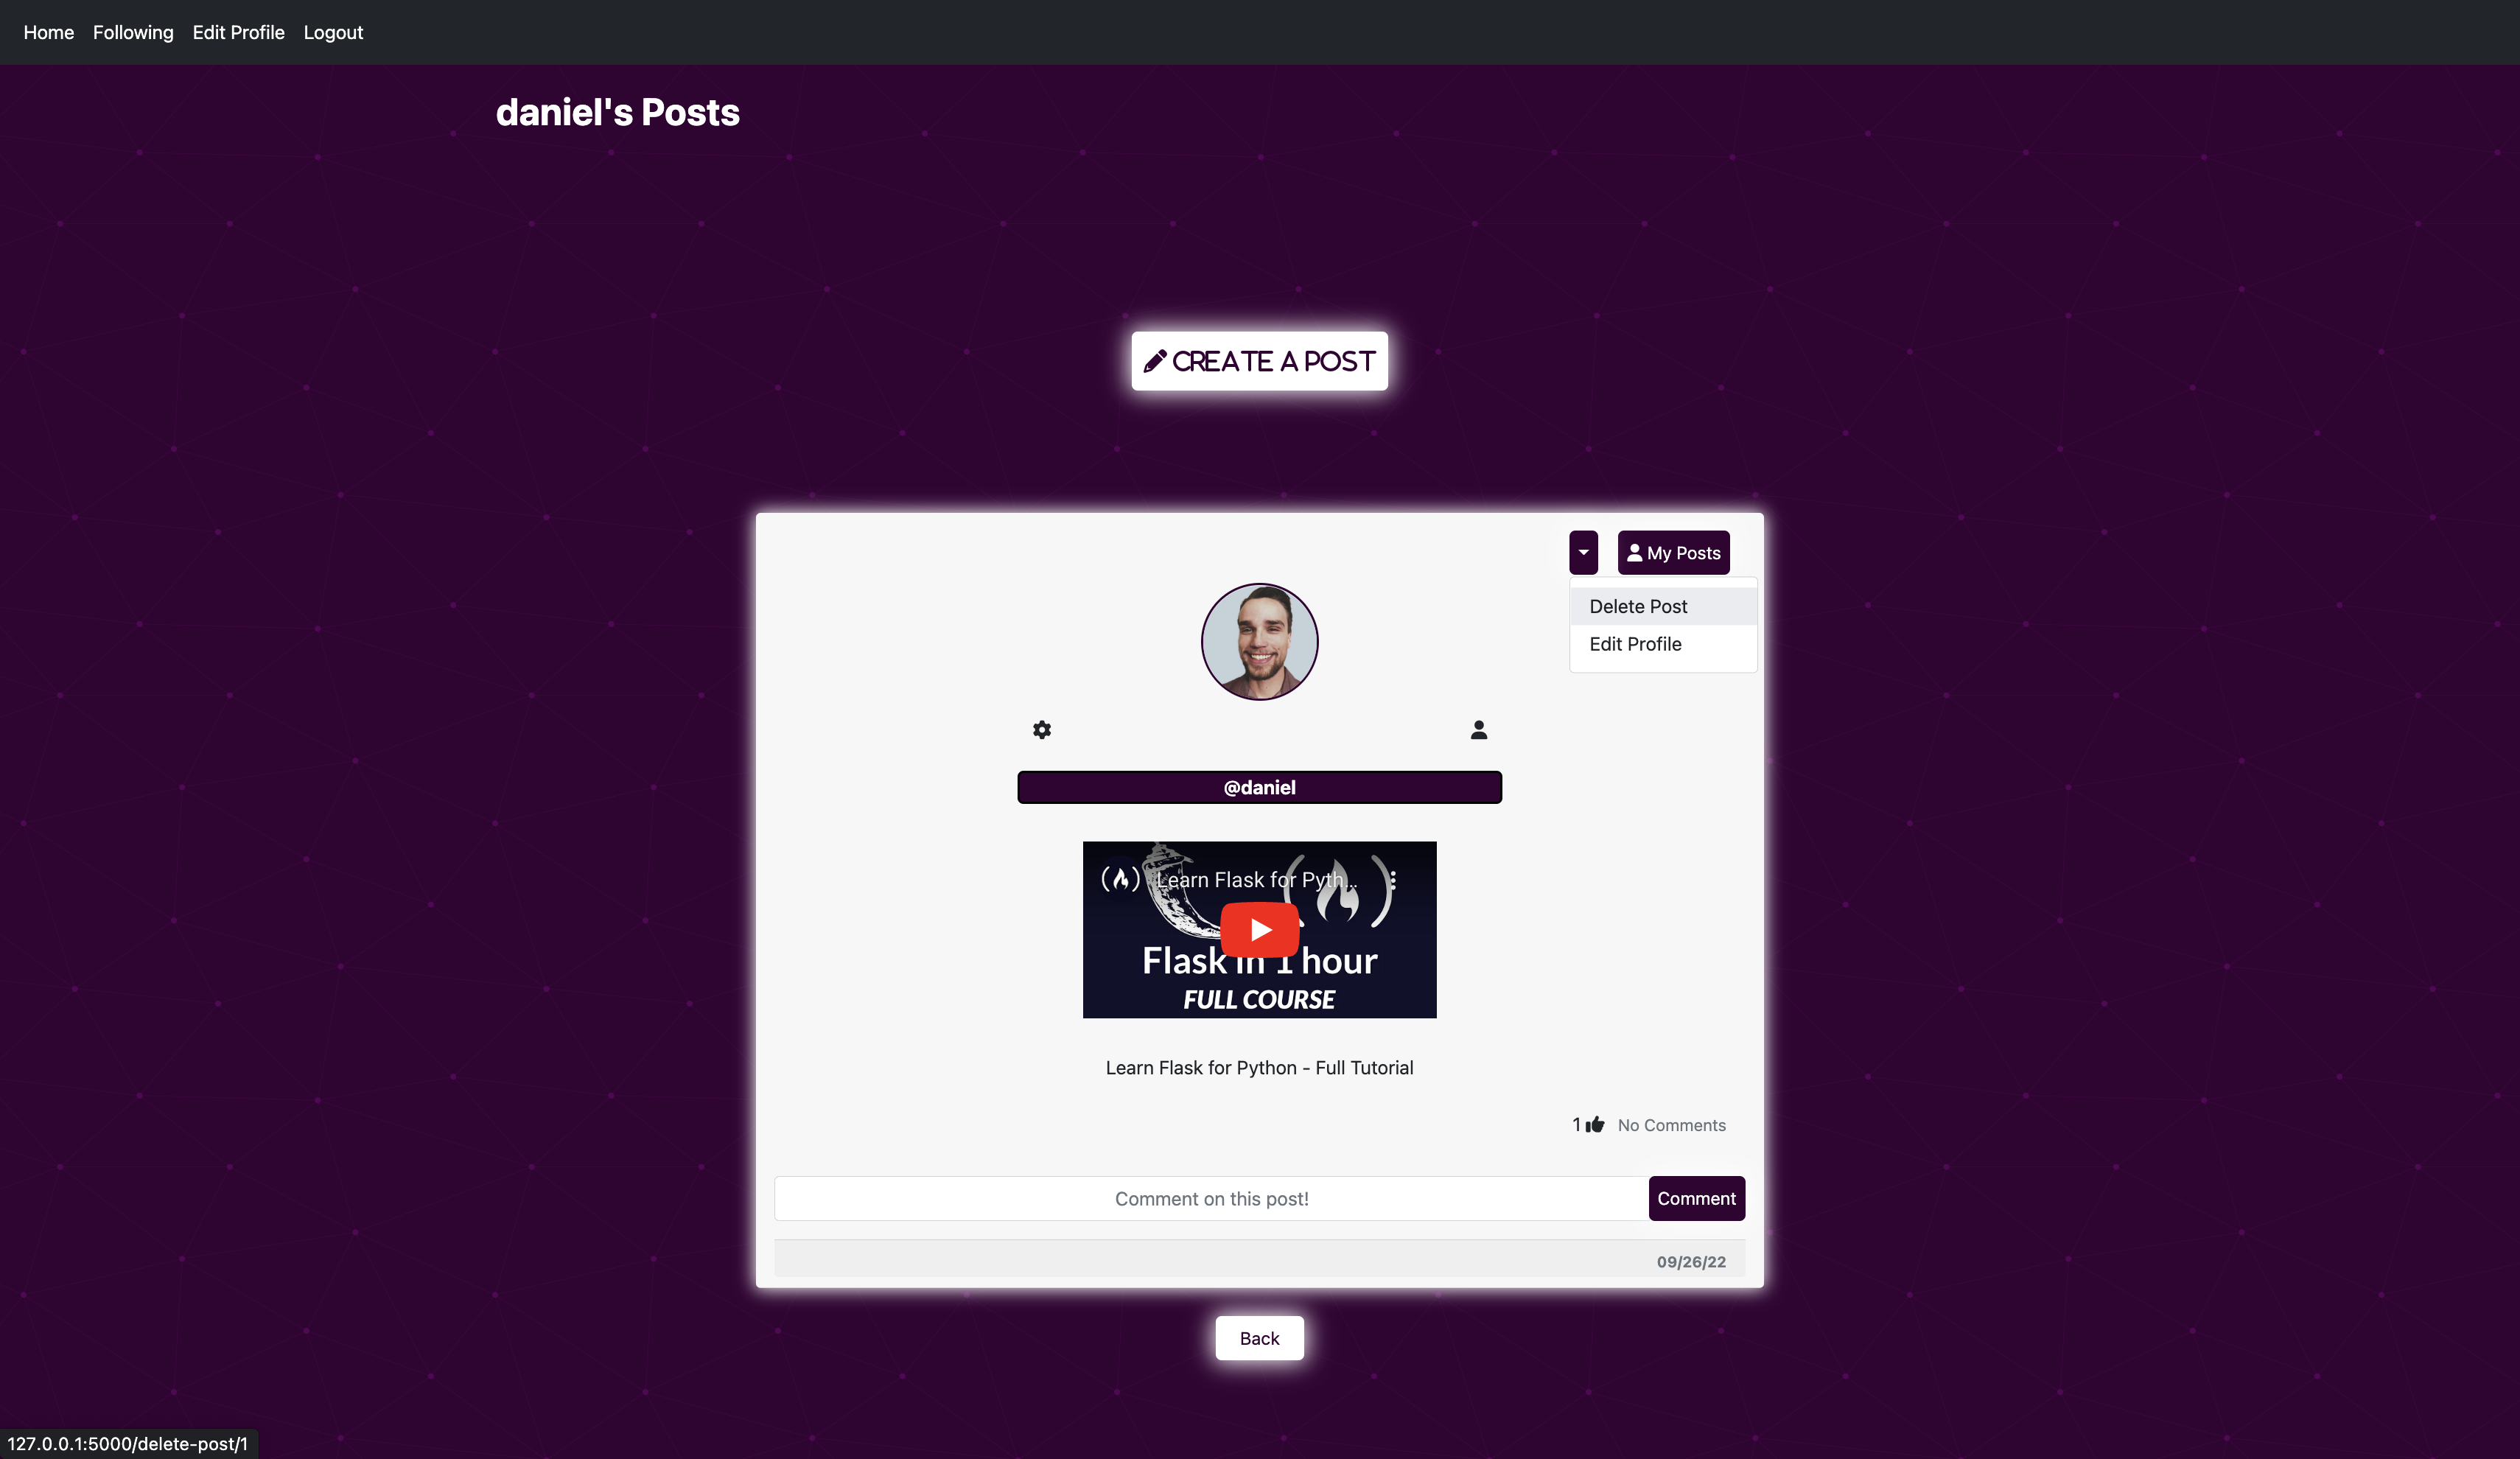 Home Following Edit Profile Logout
daniel's Posts
CREATE A POST
My Posts
Delete Post
Edit Profile
@daniel
Learn Flask for Pyth...
Flask in 1 hour
FULL COURSE
Learn Flask for Python - Full Tutorial
1 No Comments
Comment on this post! Comment
09/26/22
Back
127.0.0.1:5000/delete-post/1